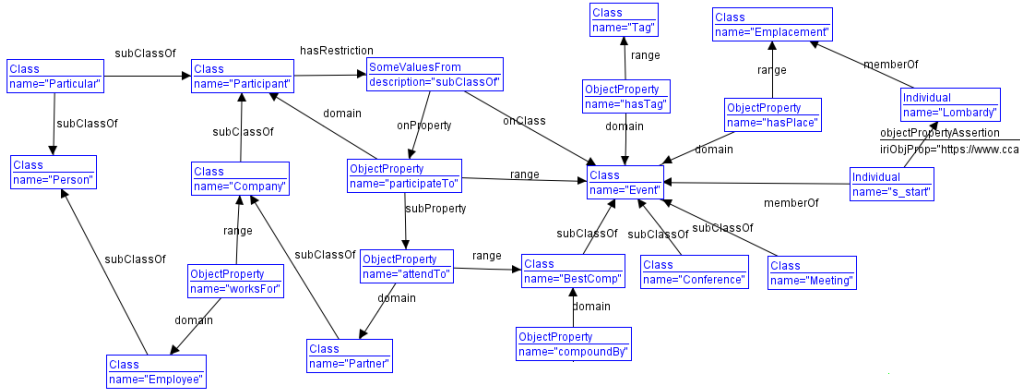 Class
name="Tag"
Class
name="Emplacement"
subClassOf
hasRestriction
range
range
memberOf
Class
name="Particular"
Class
name="Participant"
SomeValuesFrom
description="subClassOf"
ObjectProperty
name="hasTag"
ObjectProperty
name="hasPlace"
Individual
name="Lombardy"
subClassOf
subClassOf
domain
onProperty
onClass
domain
domain
objectPropertyAssertion
iriObjProp="https://www.cca
Class
name="Person"
Class
name="Company"
ObjectProperty
name="participateTo"
range
Class
name="Event"
Individual
name="s_start"
memberOf
subProperty
range
subClassOf
subClassOf
subClassOf
subClassOf
subClassOf
ObjectProperty
name="worksFor"
ObjectProperty
name="attendTo"
range
Class
name="BestComp"
Class
name="Conference"
Class
name="Meeting"
domain
domain
domain
ObjectProperty
name="compoundBy"
Class
name="Employee"
Class
name="Partner"